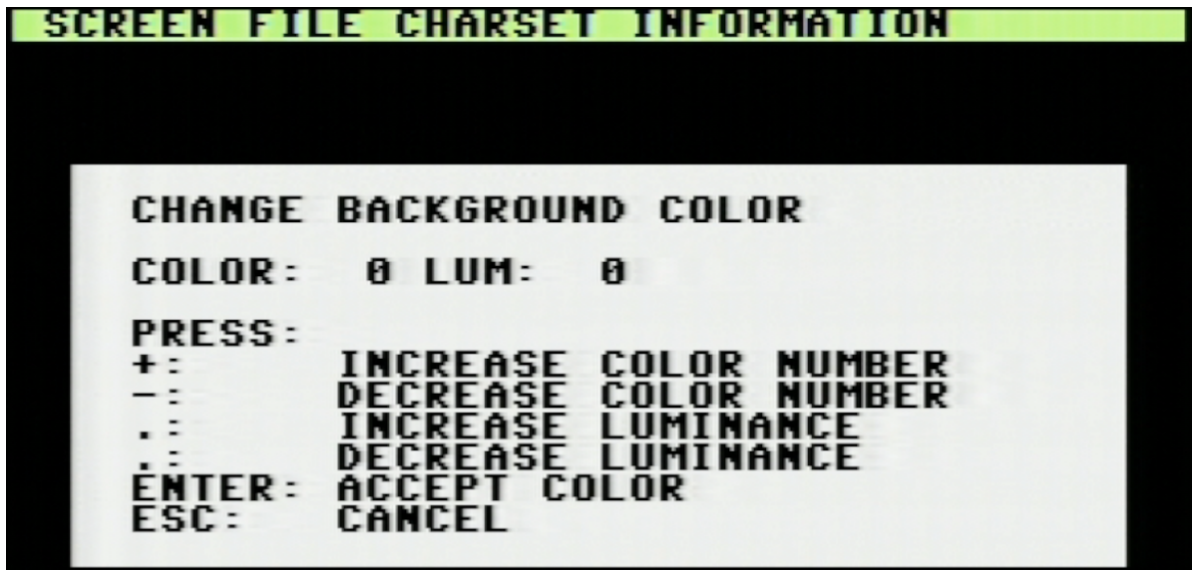 SCREEN FILE CHARSET INFORMATION
CHANGE BACKGROUND COLOR
COLOR: 0 LUM: 0
PRESS:
+: INCREASE COLOR NUMBER
-: DECREASE COLOR NUMBER
.: INCREASE LUMINANCE
,: DECREASE LUMINANCE
ENTER: ACCEPT COLOR
ESC: CANCEL